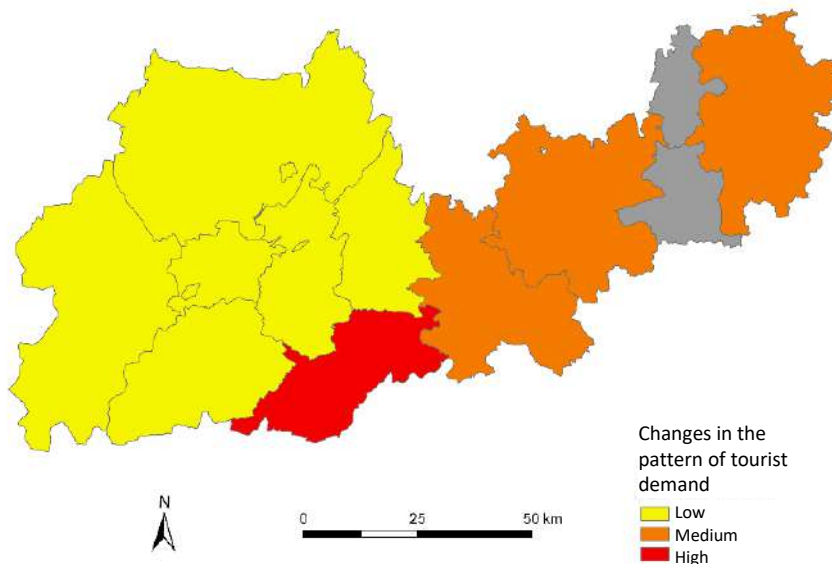 Changes in the
pattern of tourist
demand
Low
Medium
High
N
0 25 50 km